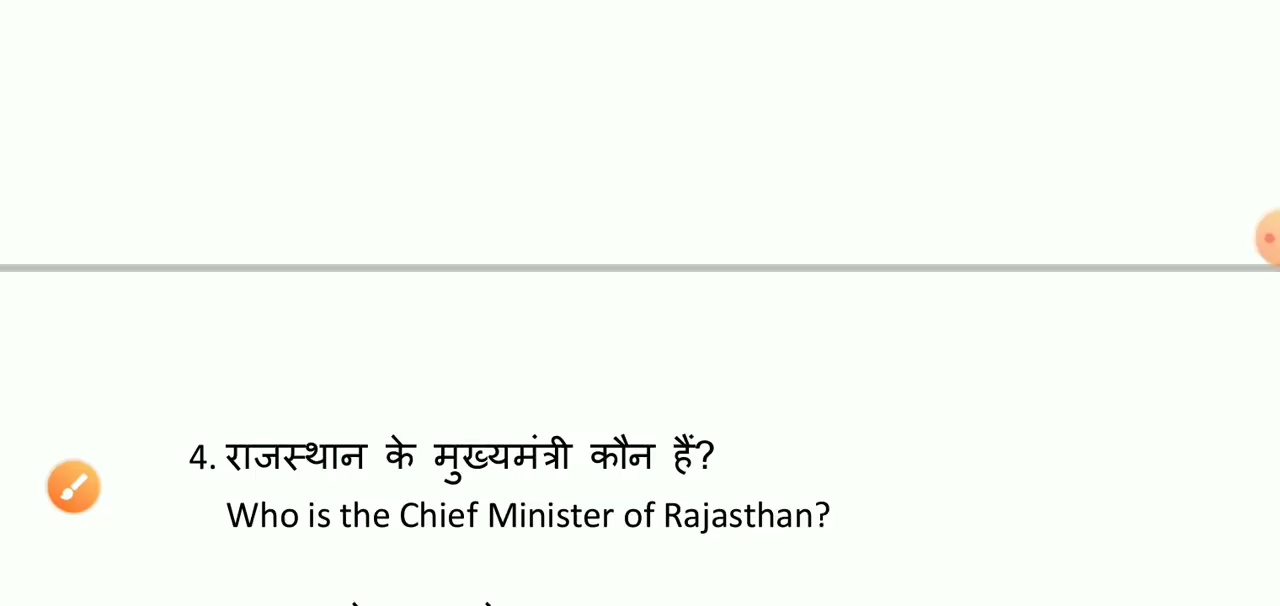 4. राजस्थान के मुख्यमंत्री कौन हैं?
Who is the Chief Minister of Rajasthan?